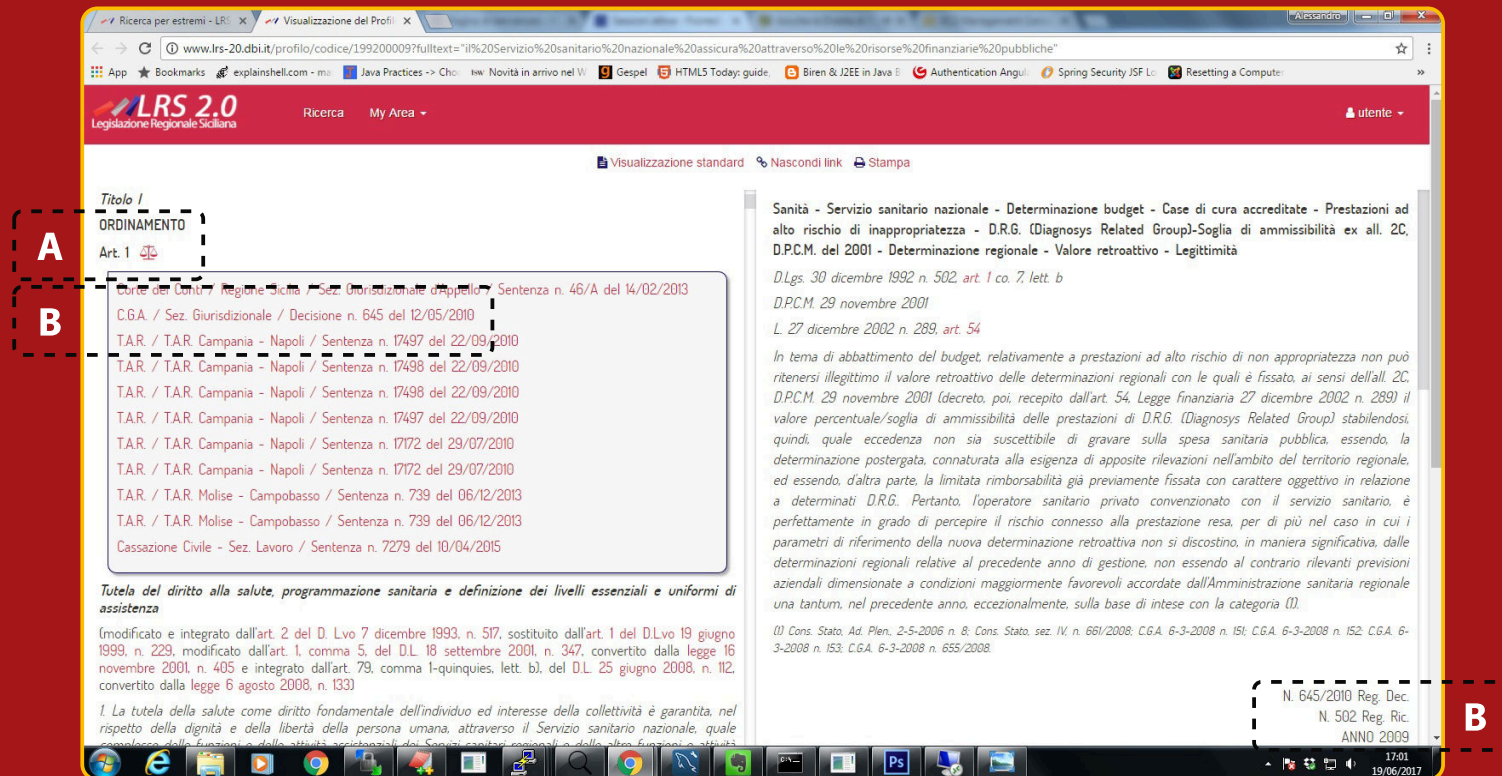 Ricerca per estremi - LRS
Visualizzazione del Profil
Alessandro
www.lrs-20.dbi.it/profilo/codice/199200009?fulltext="il%20Servizio%20sanitario%20nazionale%20assicura%20attraverso%20le%20risorse%20finanziarie%20pubbliche"
App
Bookmarks
explainshell.com - ma
Java Practices -> Cho
Novità in arrivo nel W
Gespel
HTML5 Today: guide,
Biren & J2EE in Java B
Authentication Angul
Spring Security JSF Lo
Resetting a Computer
»
LRS 2.0
Legislazione Regionale Siciliana
Ricerca
My Area
utente
Visualizzazione standard
Nascondi link
Stampa
Titolo I
ORDINAMENTO
A
Art. 1
Corte dei Conti / Regione Sicilia / Sez. Giurisdizionale d'Appello / Sentenza n. 46/A del 14/02/2013
B
C.G.A. / Sez. Giurisdizionale / Decisione n. 645 del 12/05/2010
T.A.R. / T.A.R. Campania - Napoli / Sentenza n. 17497 del 22/09/2010
T.A.R. / T.A.R. Campania - Napoli / Sentenza n. 17498 del 22/09/2010
T.A.R. / T.A.R. Campania - Napoli / Sentenza n. 17498 del 22/09/2010
T.A.R. / T.A.R. Campania - Napoli / Sentenza n. 17497 del 22/09/2010
T.A.R. / T.A.R. Campania - Napoli / Sentenza n. 17172 del 29/07/2010
T.A.R. / T.A.R. Campania - Napoli / Sentenza n. 17172 del 29/07/2010
T.A.R. / T.A.R. Molise - Campobasso / Sentenza n. 739 del 06/12/2013
T.A.R. / T.A.R. Molise - Campobasso / Sentenza n. 739 del 06/12/2013
Cassazione Civile - Sez. Lavoro / Sentenza n. 7279 del 10/04/2015
Tutela del diritto alla salute, programmazione sanitaria e definizione dei livelli essenziali e uniformi di
assistenza
(modificato e integrato dall'art. 2 del D. Lvo 7 dicembre 1993, n. 517, sostituito dall'art. 1 del D.Lvo 19 giugno
1999, n. 229, modificato dall'art. 1, comma 5, del D.L. 18 settembre 2001, n. 347, convertito dalla legge 16
novembre 2001, n. 405 e integrato dall'art. 79, comma 1-quinquies, lett. b), del D.L. 25 giugno 2008, n. 112,
convertito dalla legge 6 agosto 2008, n. 133)
1. La tutela della salute come diritto fondamentale dell'individuo ed interesse della collettività è garantita, nel
rispetto della dignità e della libertà della persona umana, attraverso il Servizio sanitario nazionale, quale
complesso delle funzioni e delle attività assistenziali dei Servizi sanitari regionali e delle altre funzioni e attività
Sanità - Servizio sanitario nazionale - Determinazione budget - Case di cura accreditate - Prestazioni ad
alto rischio di inappropriatezza - D.R.G. (Diagnosys Related Group)-Soglia di ammissibilità ex all. 2C,
D.P.C.M. del 2001 - Determinazione regionale - Valore retroattivo - Legittimità
D.Lgs. 30 dicembre 1992 n. 502, art. 1 co. 7, lett. b
D.P.C.M. 29 novembre 2001
L. 27 dicembre 2002 n. 289, art. 54
In tema di abbattimento del budget, relativamente a prestazioni ad alto rischio di non appropriatezza non può
ritenersi illegittimo il valore retroattivo delle determinazioni regionali con le quali è fissato, ai sensi dell'all. 2C,
D.P.C.M. 29 novembre 2001 (decreto, poi, recepito dall'art. 54, Legge finanziaria 27 dicembre 2002 n. 289) il
valore percentuale/soglia di ammissibilità delle prestazioni di D.R.G. (Diagnosys Related Group) stabilendosi,
quindi, quale eccedenza non sia suscettibile di gravare sulla spesa sanitaria pubblica, essendo, la
determinazione postergata, connaturata alla esigenza di apposite rilevazioni nell'ambito del territorio regionale,
ed essendo, d'altra parte, la limitata rimborsabilità già previamente fissata con carattere oggettivo in relazione
a determinati D.R.G.. Pertanto, l'operatore sanitario privato convenzionato con il servizio sanitario, è
perfettamente in grado di percepire il rischio connesso alla prestazione resa, per di più nel caso in cui i
parametri di riferimento della nuova determinazione retroattiva non si discostino, in maniera significativa, dalle
determinazioni regionali relative al precedente anno di gestione, non essendo al contrario rilevanti previsioni
aziendali dimensionate a condizioni maggiormente favorevoli accordate dall'Amministrazione sanitaria regionale
una tantum, nel precedente anno, eccezionalmente, sulla base di intese con la categoria (1).
(1) Cons. Stato, Ad. Plen., 2-5-2006 n. 8; Cons. Stato, sez. IV, n. 661/2008; C.G.A. 6-3-2008 n. 151; C.G.A. 6-3-2008 n. 152; C.G.A. 6-
3-2008 n. 153; C.G.A. 6-3-2008 n. 655/2008.
N. 645/2010 Reg. Dec.
N. 502 Reg. Ric.
B
ANNO 2009
Ps
17:01
19/06/2017